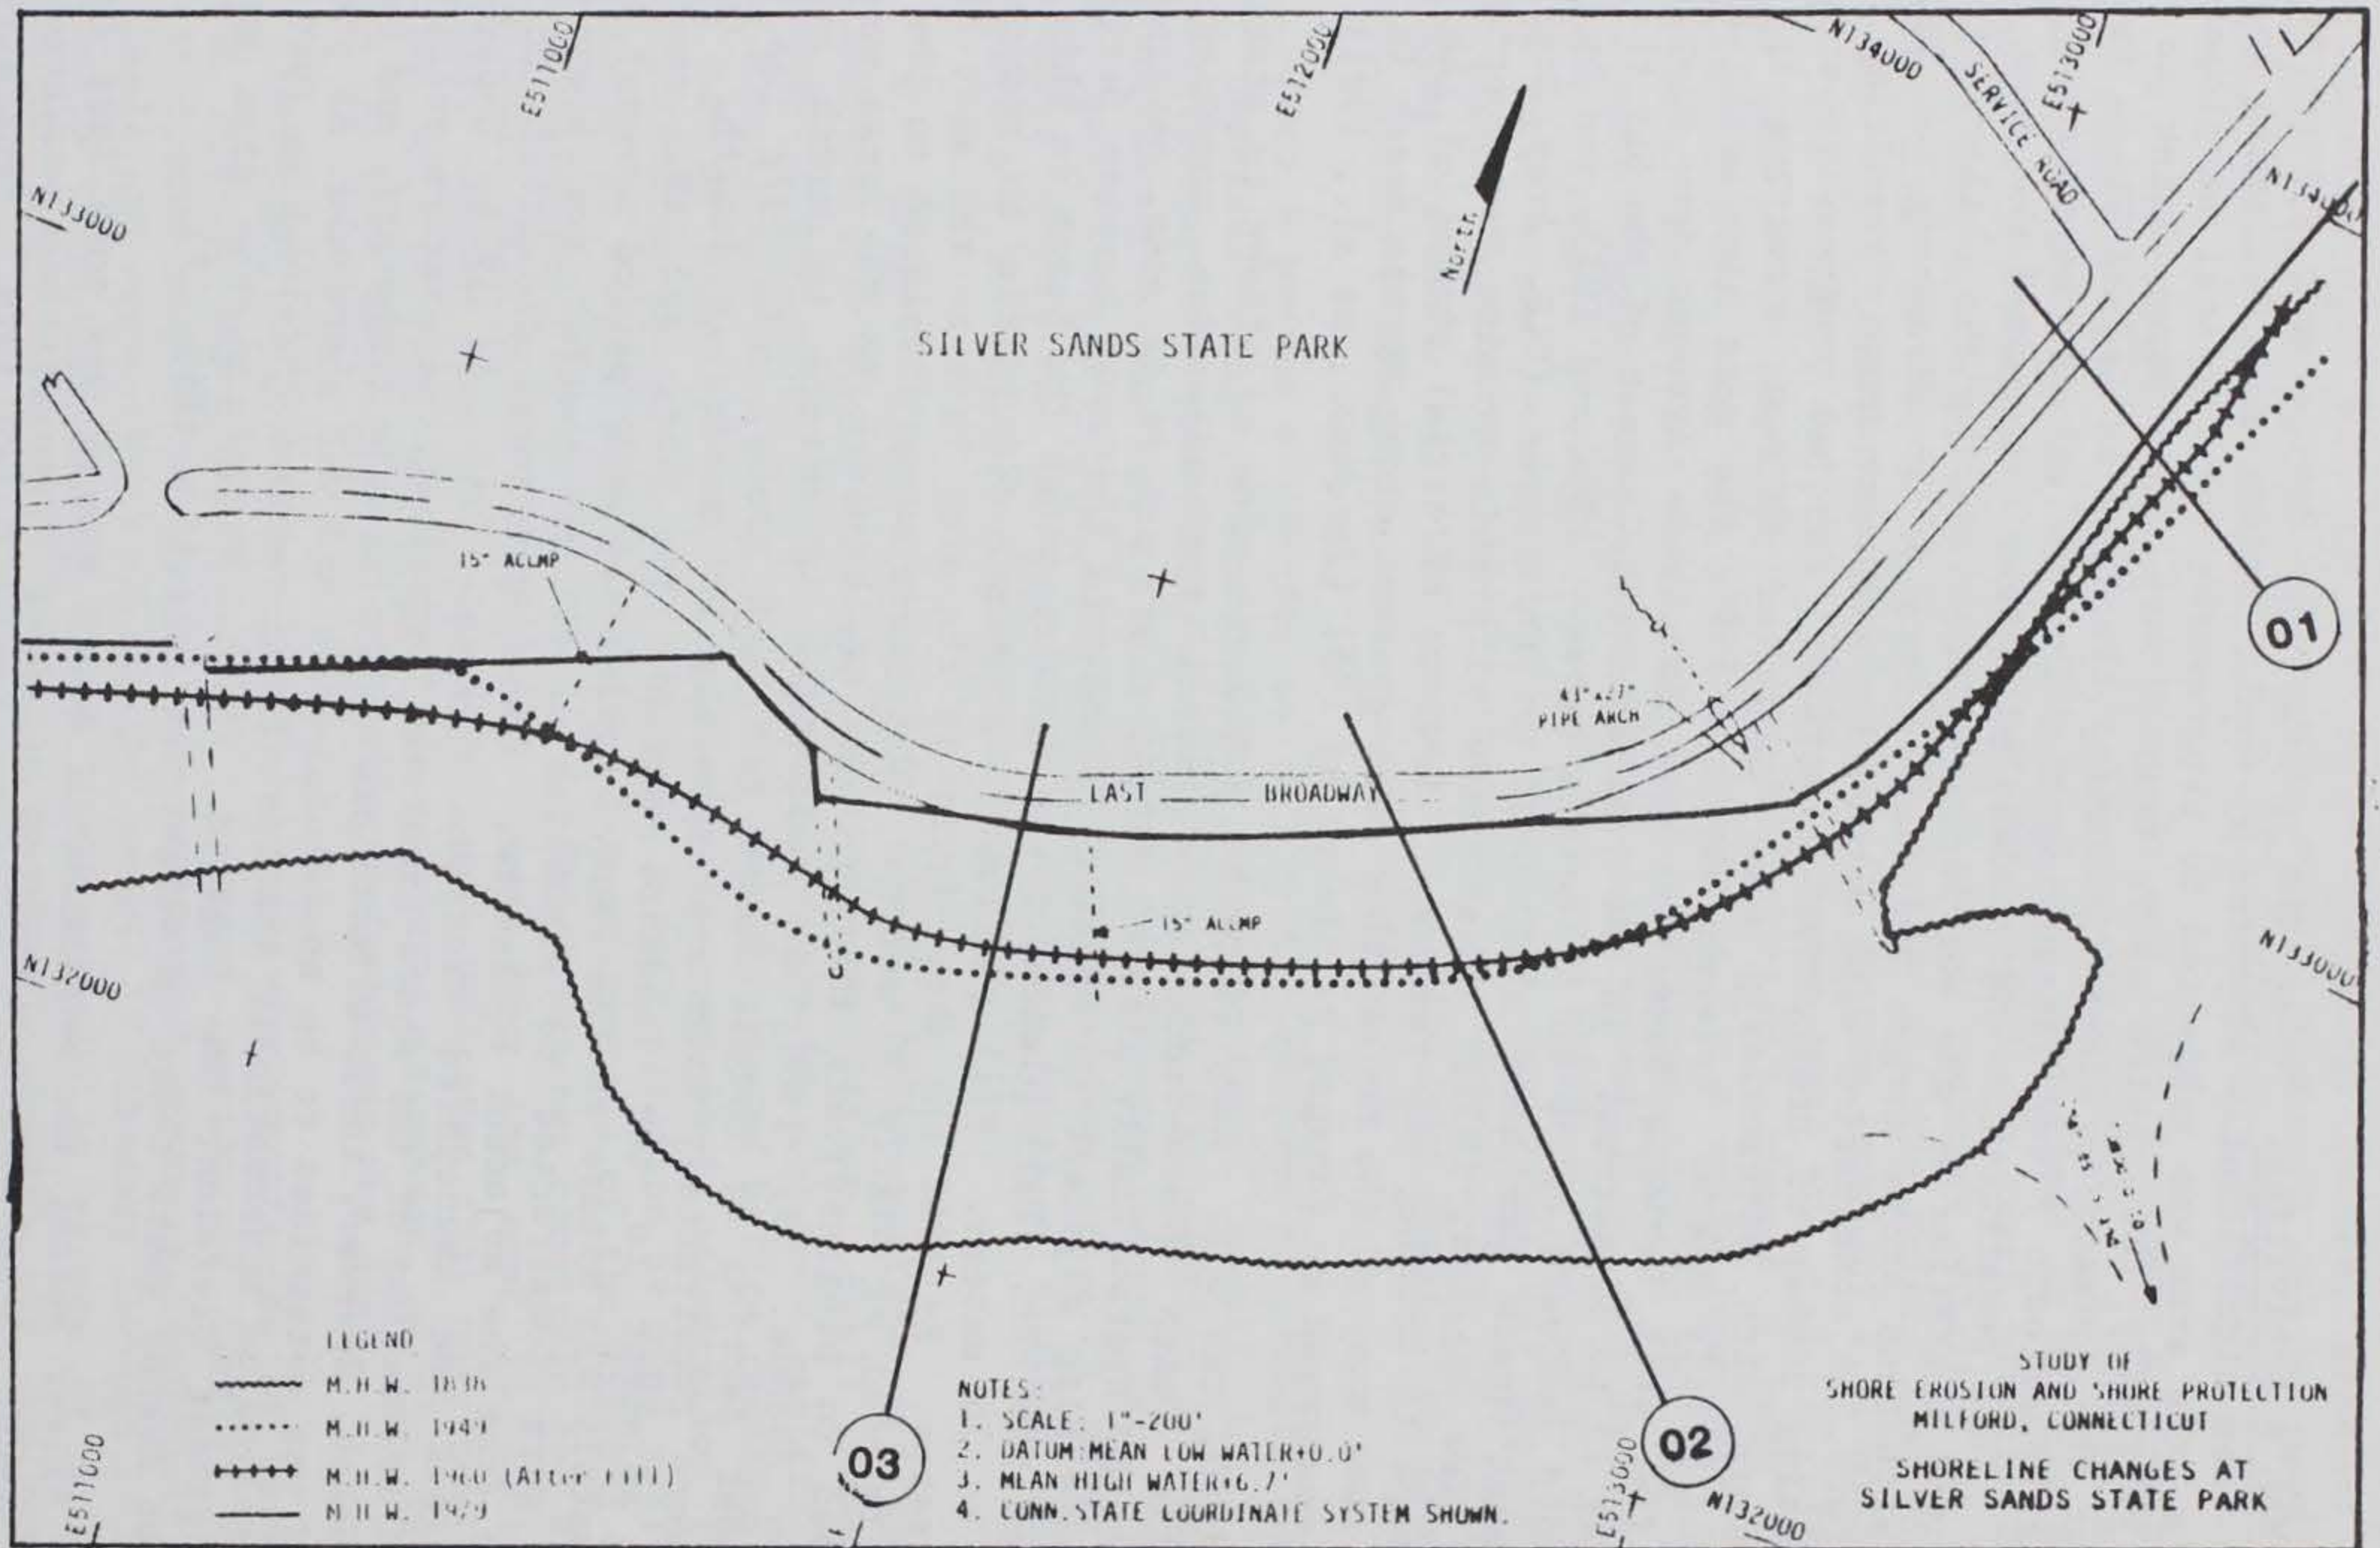 E511000
E512000
N134000
E513000
SERVICE ROAD
N133000
N134000
NORTH
SILVER SANDS STATE PARK
15" ACCMP
01
PIPE ARCH
EAST BROADWAY
15" ACCMP
N132000
N133000
LEGEND
M.H.W. 1838
M.H.W. 1949
M.H.W. 1960 (After Fill)
M.H.W. 1979
E511000
03
NOTES:
1. SCALE: 1"-200'
2. DATUM:MEAN LOW WATER+0.0'
3. MEAN HIGH WATER+6.7'
4. CONN. STATE COORDINATE SYSTEM SHOWN.
E513000
02
N132000
STUDY OF
SHORE EROSION AND SHORE PROTECTION
MILFORD, CONNECTICUT
SHORELINE CHANGES AT
SILVER SANDS STATE PARK